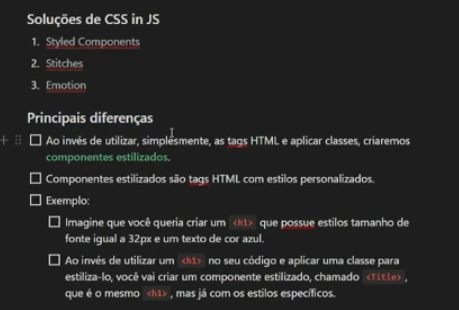 Soluções de CSS in JS
1. Styled Components
2. Stitches
3. Emotion
Principais diferenças
Ao invés de utilizar, simplesmente, as tags HTML e aplicar classes, criaremos
componentes estilizados.
Componentes estilizados são tags HTML com estilos personalizados.
Exemplo:
Imagine que você queria criar um <h1> que possue estilos tamanho de
fonte igual a 32px e um texto de cor azul.
Ao invés de utilizar um <h1> no seu código e aplicar uma classe para
estiliza-lo, você vai criar um componente estilizado, chamado <Title>,
que é o mesmo <h1>, mas já com os estilos específicos.